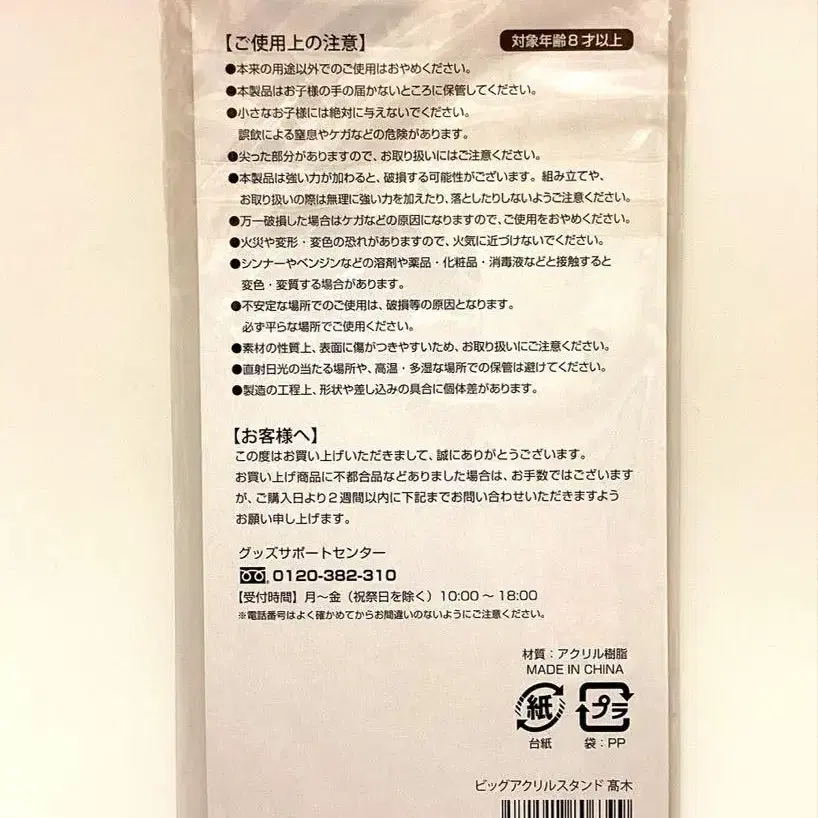 【ご使用上の注意】
対象年齢8才以上
●本来の用途以外でのご使用はおやめください。
●本製品はお子様の手の届かないところに保管してください。
●小さなお子様には絶対に与えないでください。
誤飲による窒息やケガなどの危険があります。
●尖った部分がありますので、お取り扱いにはご注意ください。
●本製品は強い力が加わると、破損する可能性がございます。組み立てや、
お取り扱いの際は無理に強い力を加えたり、落としたりしないようご注意ください。
●万一破損した場合はケガなどの原因になりますので、ご使用をおやめください。
●火災や変形・変色の恐れがありますので、火気に近づけないでください。
●シンナーやベンジンなどの溶剤や薬品・化粧品・消毒液などと接触すると
変色・変質する場合があります。
●不安定な場所でのご使用は、破損等の原因となります。
必ず平らな場所でご使用ください。
●素材の性質上、表面に傷がつきやすいため、お取り扱いにご注意ください。
●直射日光の当たる場所や、高温・多湿な場所での保管は避けてください。
●製造の工程上、形状や差し込みの具合に個体差があります。
【お客様へ】
この度はお買い上げいただきまして、誠にありがとうございます。
お買い上げ商品に不都合品などありました場合は、お手数ではございます
が、ご購入日より2週間以内に下記までお問い合わせいただきますよう
お願い申し上げます。
グッズサポートセンター
0120-382-310
【受付時間】月〜金（祝祭日を除く）10:00〜18:00
※電話番号はよく確かめてからお間違いのないようにご注意ください。
材質：アクリル樹脂
MADE IN CHINA
紙 プラ
台紙 袋：PP
ビッグアクリルスタンド 髙木